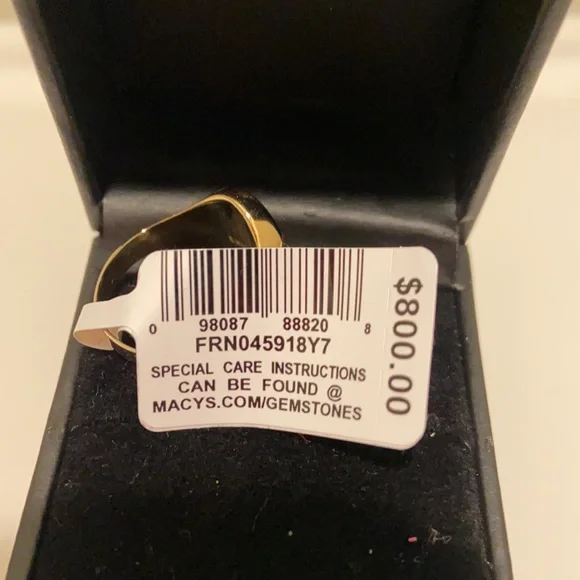 0 98087 88820 8
FRN045918Y7
SPECIAL CARE INSTRUCTIONS
CAN BE FOUND @
MACYS.COM/GEMSTONES
$800.00